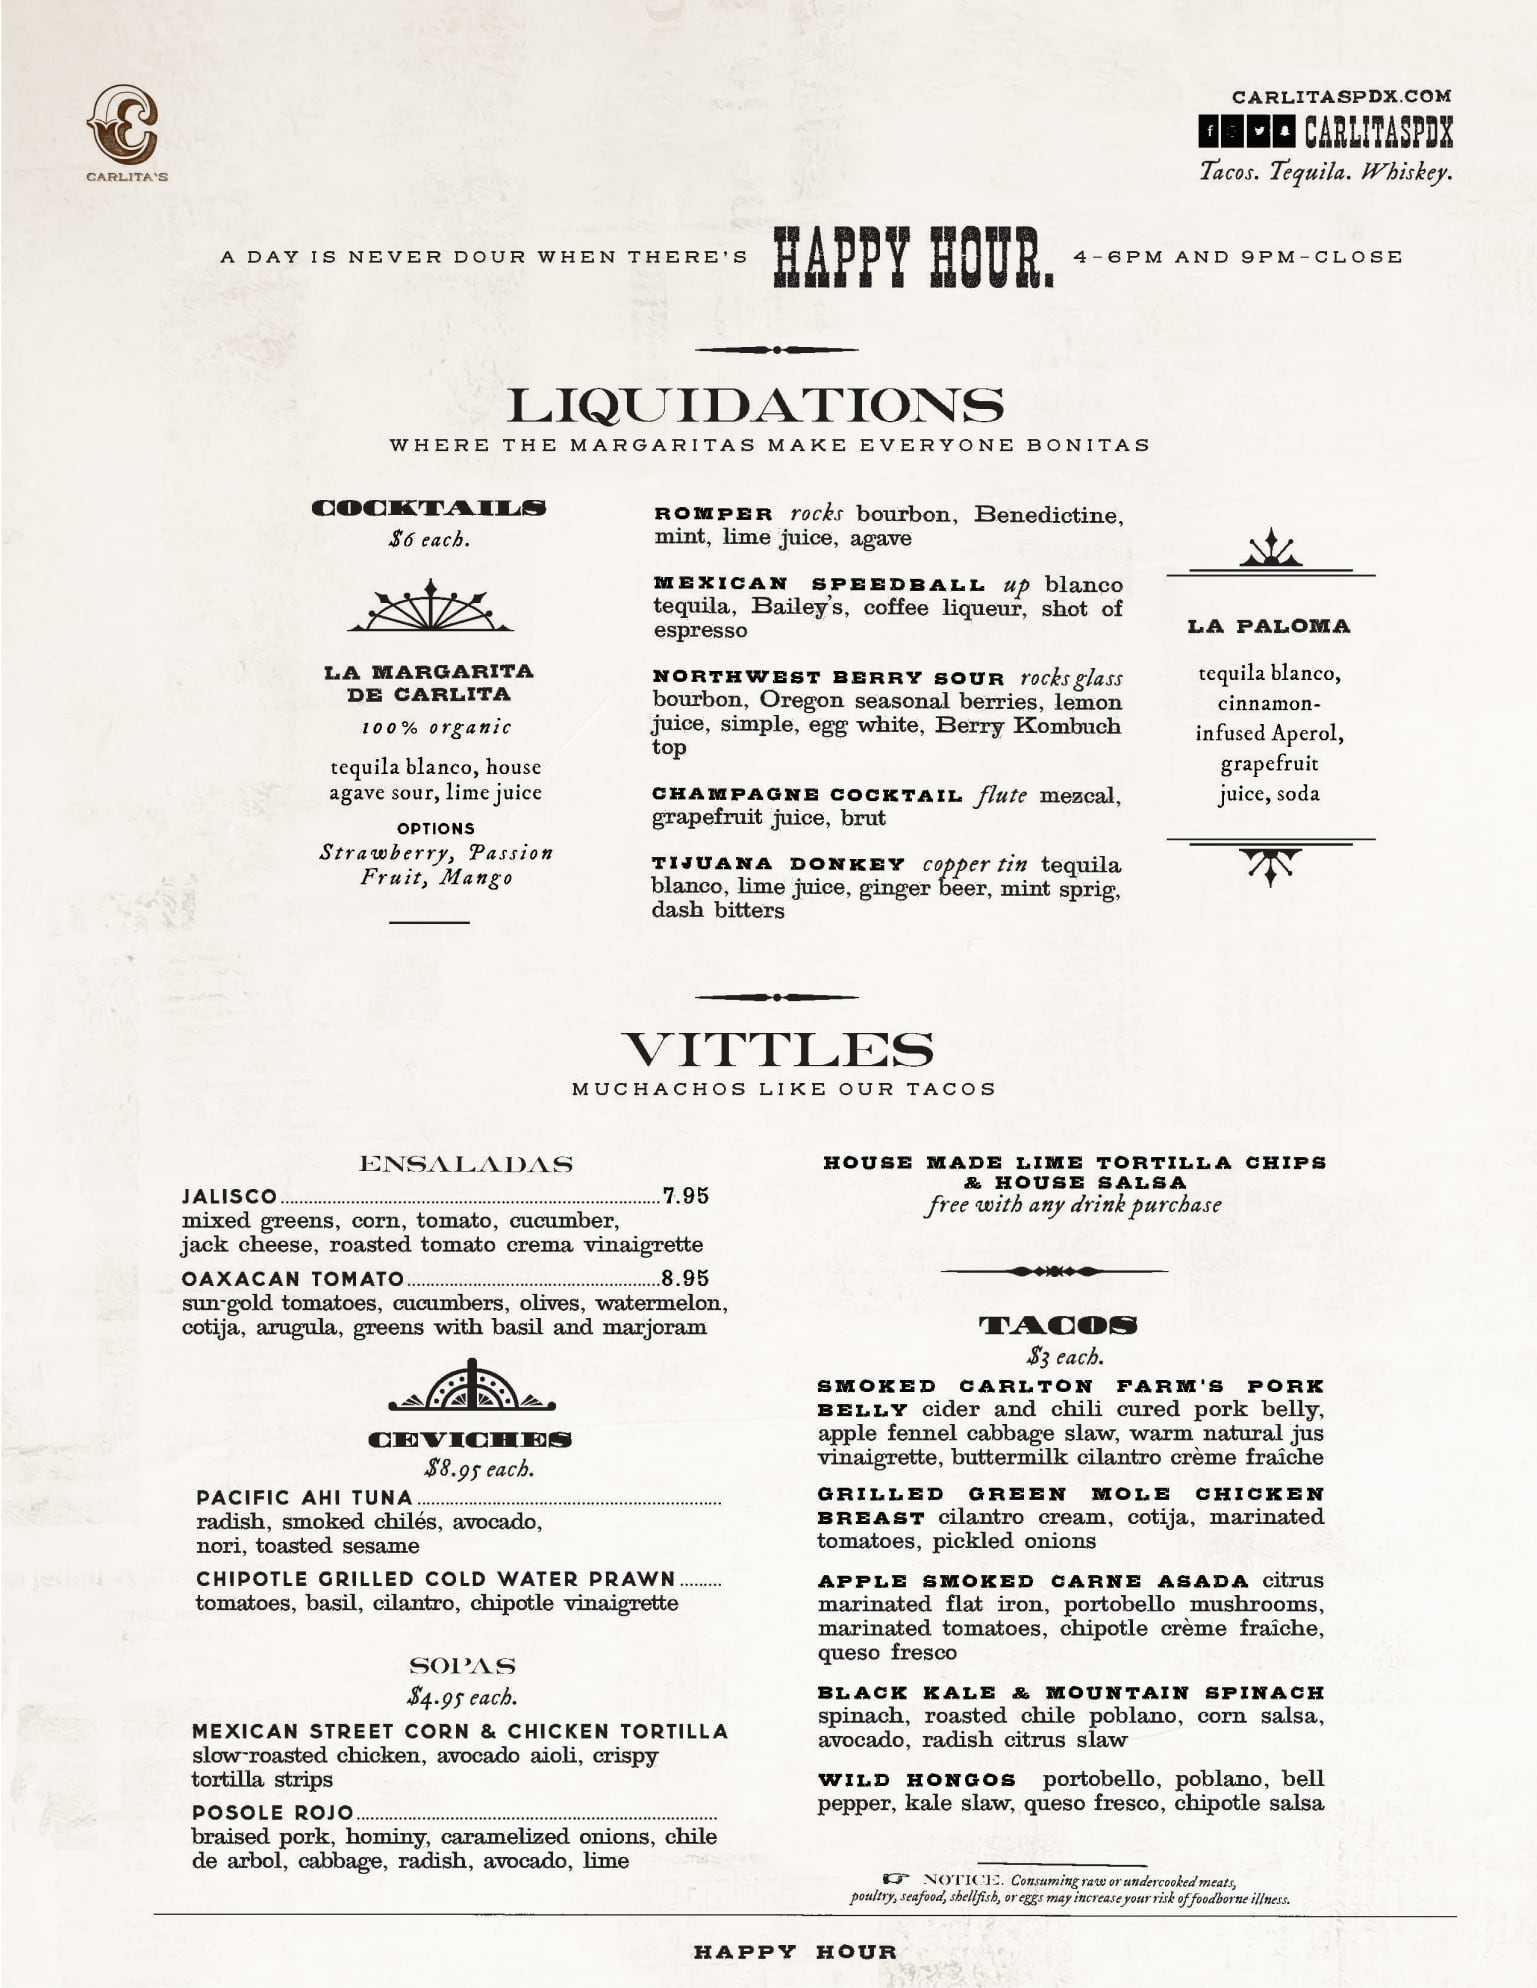 CARLITA'S
CARLITASPDX.COM
CARLITASPDX
Tacos. Tequila. Whiskey.
A DAY IS NEVER DOUR WHEN THERE'S HAPPY HOUR. 4-6PM AND 9PM-CLOSE
LIQUIDATIONS
WHERE THE MARGARITAS MAKE EVERYONE BONITAS
COCKTAILS
$6 each.
LA MARGARITA
DE CARLITA
100% organic
tequila blanco, house
agave sour, lime juice
OPTIONS
Strawberry, Passion
Fruit, Mango
ROMPER rocks bourbon, Benedictine,
mint, lime juice, agave
MEXICAN SPEEDBALL up blanco
tequila, Bailey's, coffee liqueur, shot of
espresso
NORTHWEST BERRY SOUR rocks glass
bourbon, Oregon seasonal berries, lemon
juice, simple, egg white, Berry Kombuch
top
CHAMPAGNE COCKTAIL flute mezcal,
grapefruit juice, brut
TIJUANA DONKEY copper tin tequila
blanco, lime juice, ginger beer, mint sprig,
dash bitters
LA PALOMA
tequila blanco,
cinnamon-
infused Aperol,
grapefruit
juice, soda
VITTLES
MUCHACHOS LIKE OUR TACOS
ENSALADAS
JALISCO 7.95
mixed greens, corn, tomato, cucumber,
jack cheese, roasted tomato crema vinaigrette
OAXACAN TOMATO 8.95
sun-gold tomatoes, cucumbers, olives, watermelon,
cotija, arugula, greens with basil and marjoram
CEVICHES
$8.95 each.
PACIFIC AHI TUNA
radish, smoked chilés, avocado,
nori, toasted sesame
CHIPOTLE GRILLED COLD WATER PRAWN
tomatoes, basil, cilantro, chipotle vinaigrette
SOPAS
$4.95 each.
MEXICAN STREET CORN & CHICKEN TORTILLA
slow-roasted chicken, avocado aioli, crispy
tortilla strips
POSOLE ROJO
braised pork, hominy, caramelized onions, chile
de arbol, cabbage, radish, avocado, lime
HOUSE MADE LIME TORTILLA CHIPS
& HOUSE SALSA
free with any drink purchase
TACOS
$3 each.
SMOKED CARLTON FARM'S PORK
BELLY cider and chili cured pork belly,
apple fennel cabbage slaw, warm natural jus
vinaigrette, buttermilk cilantro crème fraîche
GRILLED GREEN MOLE CHICKEN
BREAST cilantro cream, cotija, marinated
tomatoes, pickled onions
APPLE SMOKED CARNE ASADA citrus
marinated flat iron, portobello mushrooms,
marinated tomatoes, chipotle crème fraîche,
queso fresco
BLACK KALE & MOUNTAIN SPINACH
spinach, roasted chile poblano, corn salsa,
avocado, radish citrus slaw
WILD HONGOS portobello, poblano, bell
pepper, kale slaw, queso fresco, chipotle salsa
NOTICE. Consuming raw or undercooked meats,
poultry, seafood, shellfish, or eggs may increase your risk of foodborne illness.
HAPPY HOUR